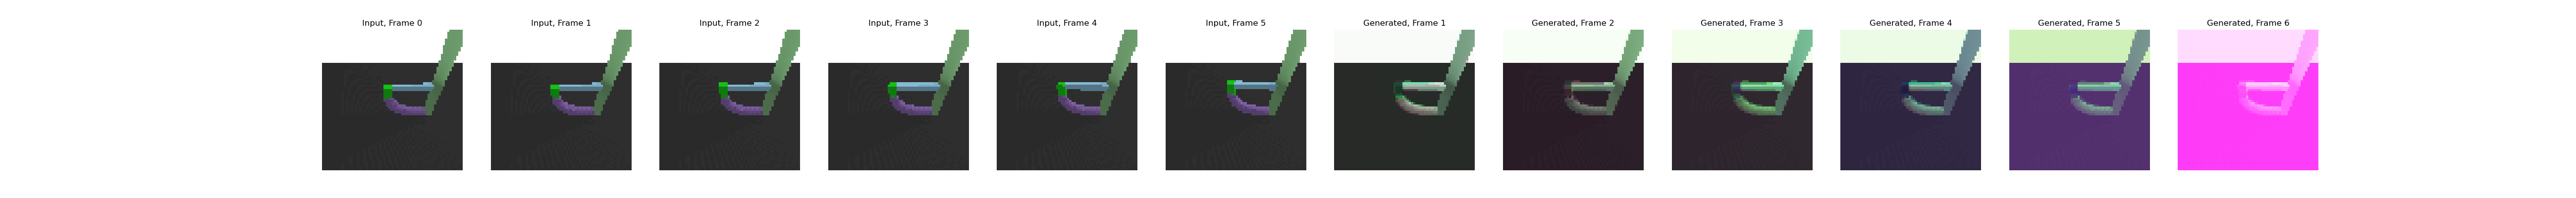 Input, Frame 0
Input, Frame 1
Input, Frame 2
Input, Frame 3
Input, Frame 4
Input, Frame 5
Generated, Frame 1
Generated, Frame 2
Generated, Frame 3
Generated, Frame 4
Generated, Frame 5
Generated, Frame 6